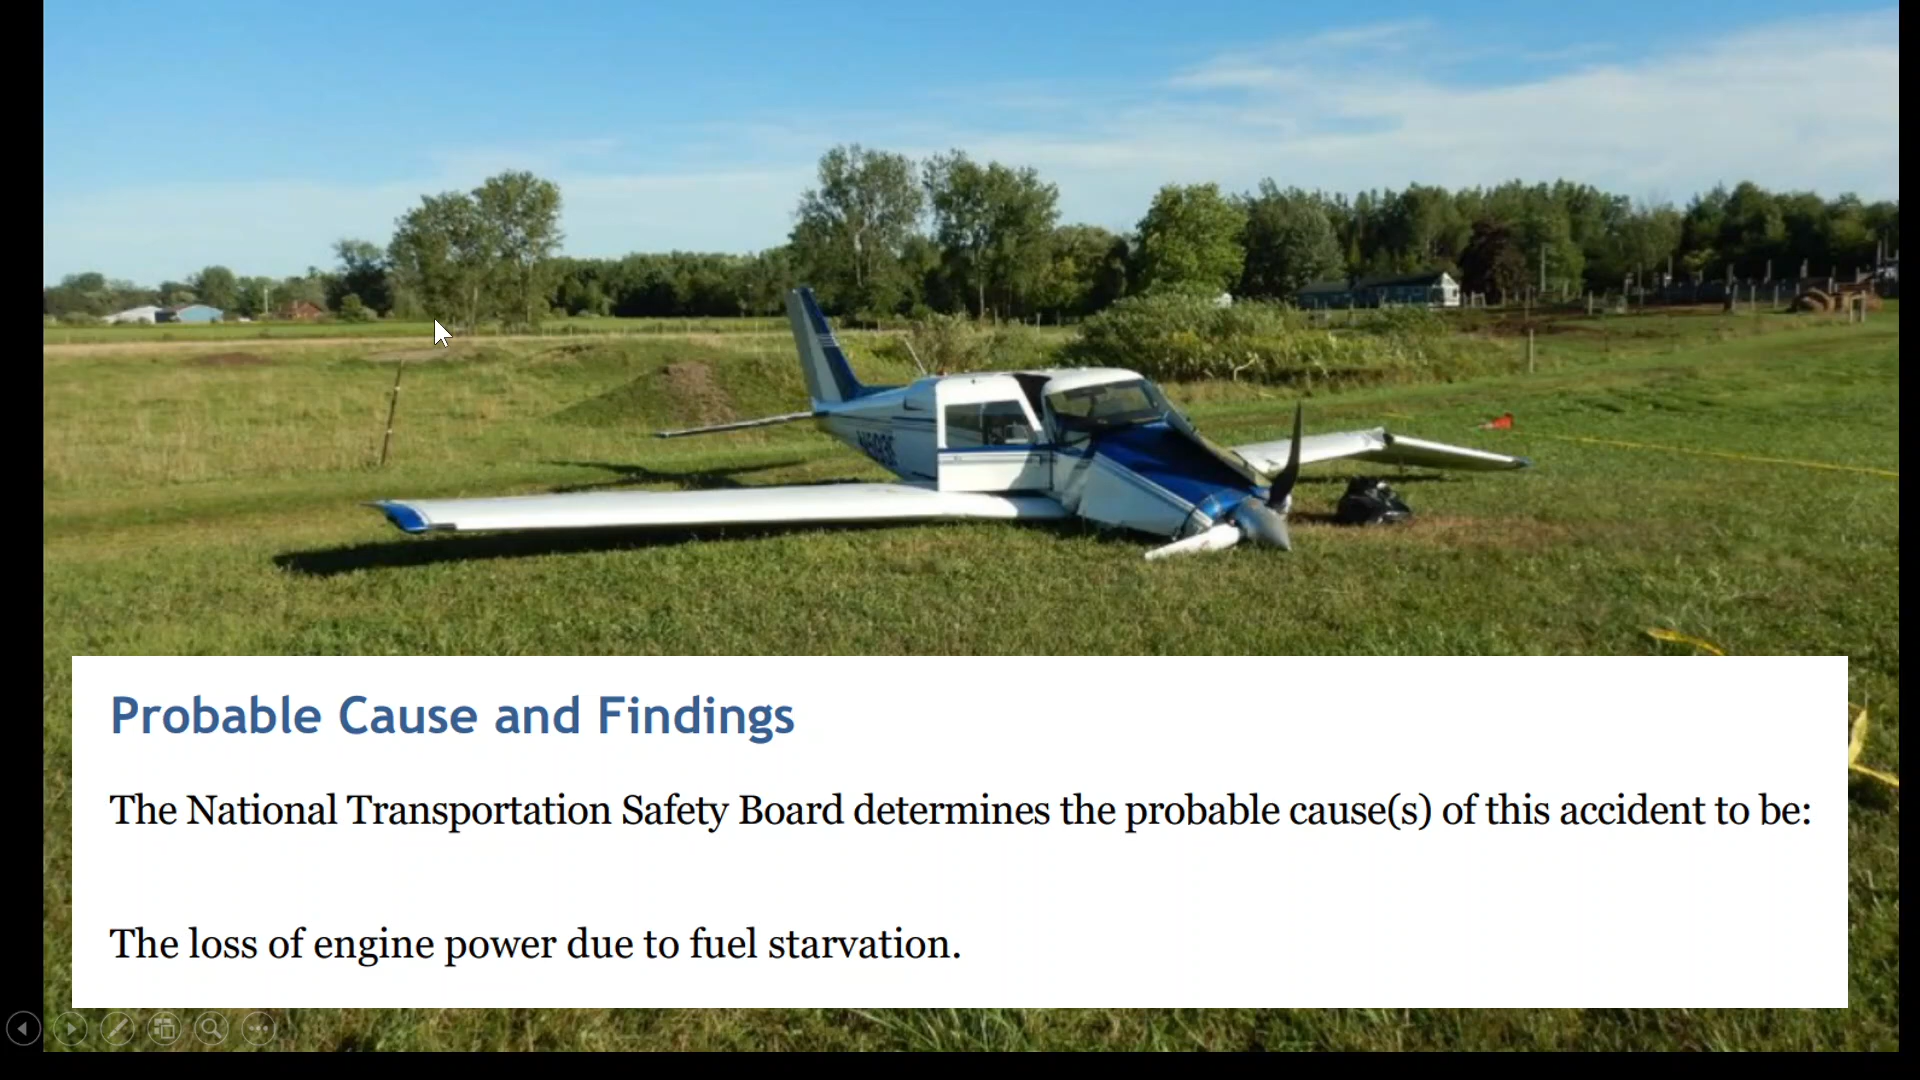 Probable Cause and Findings
The National Transportation Safety Board determines the probable cause(s) of this accident to be:
The loss of engine power due to fuel starvation.